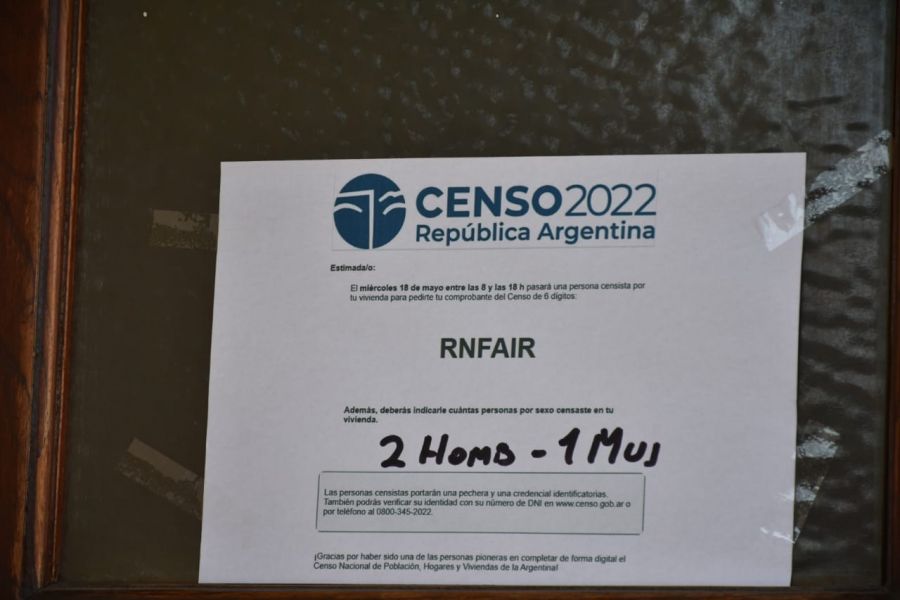 CENSO2022
República Argentina
Estimada/o:
El miércoles 18 de mayo entre las 8 y las 18 h pasará una persona censista por
tu vivienda para pedirte tu comprobante del Censo de 6 dígitos:
RNFAIR
Además, deberás indicarle cuántas personas por sexo censaste en tu
vivienda.
2 HOMB - 1 MUJ
Las personas censistas portarán una pechera y una credencial identificatorias.
También podrás verificar su identidad con su número de DNI en www.censo.gob.ar o
por teléfono al 0800-345-2022.
¡Gracias por haber sido una de las personas pioneras en completar de forma digital el
Censo Nacional de Población, Hogares y Viviendas de la Argentina!